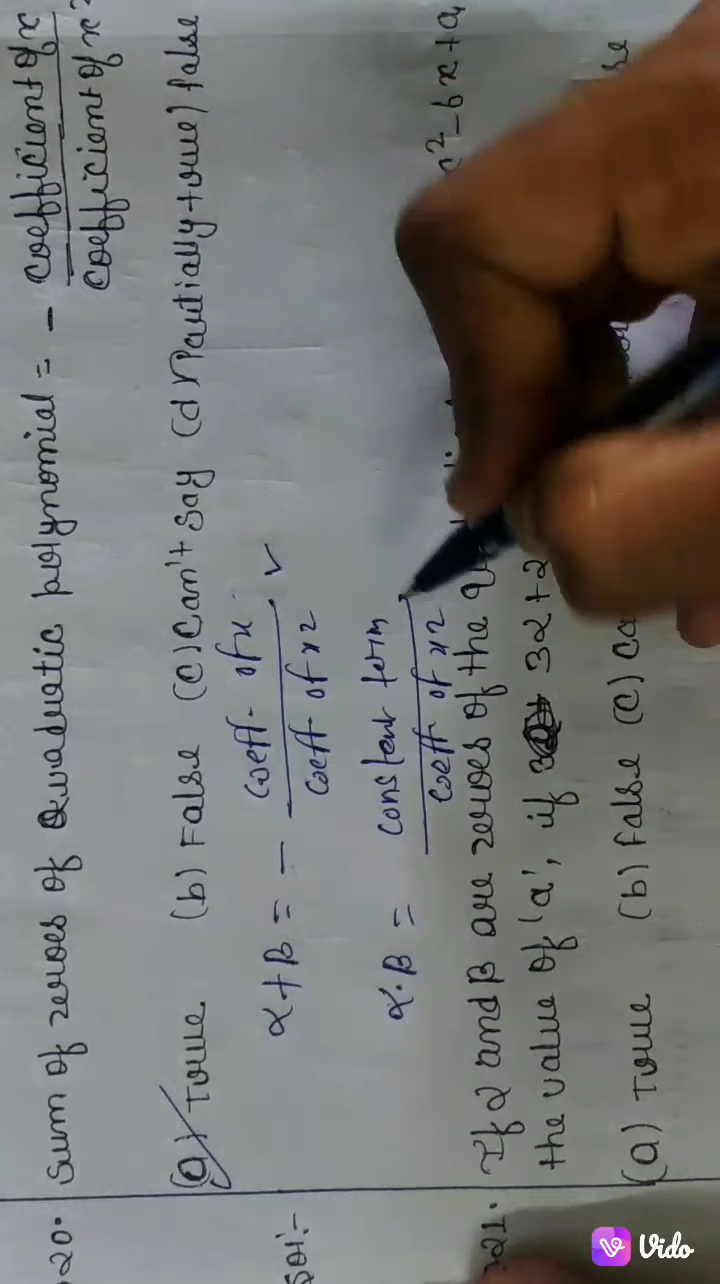 20. Sum of zeroes of Quadratic polynomial = - coefficient of x
coefficient of x²
(a) True (b) False (c) Can't say (d) Partially true/false
Sol:-
α + β = - coeff. of x
coeff of x2
α.β = constant term
coeff of x2
21. If α and β are zeroes of the x² - 6x + a,
the value of 'a', if 3α + 2
(a) True (b) False (c)
Vido